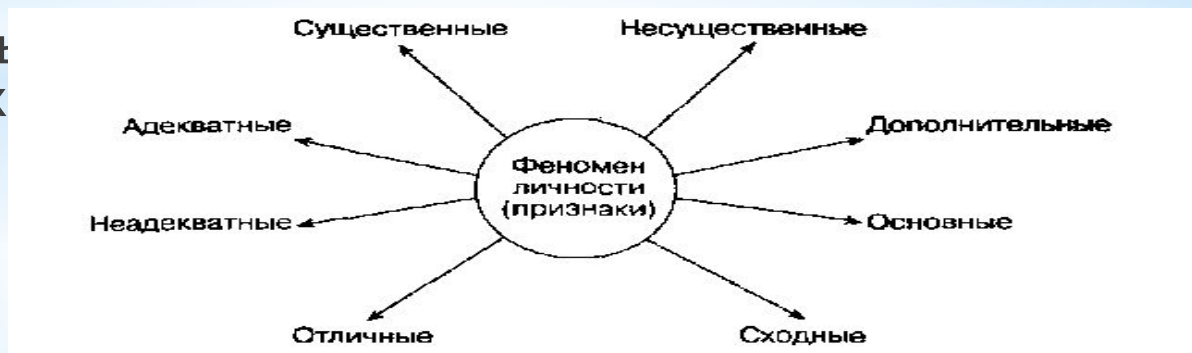 Существенные Несущественные
Адекватные Дополнительные
Феномен
личности
(признаки)
Неадекватные Основные
Отличные Сходные